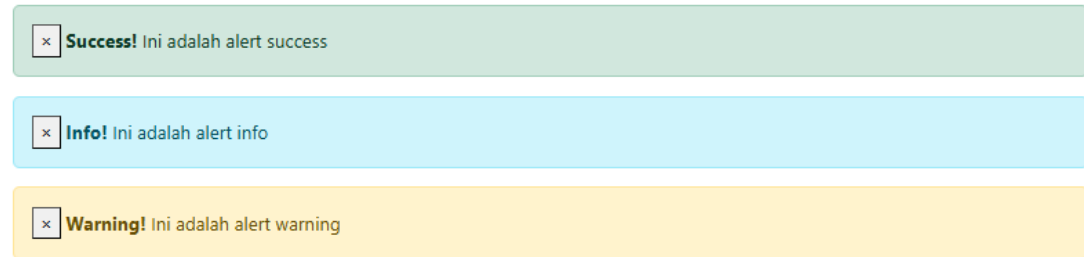 × Success! Ini adalah alert success
× Info! Ini adalah alert info
× Warning! Ini adalah alert warning